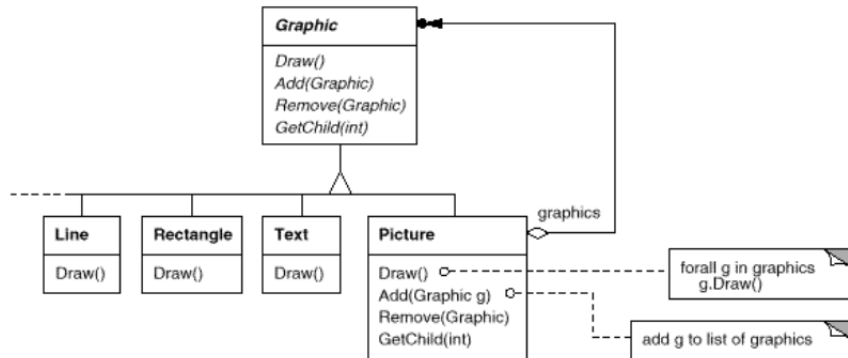 Graphic
Draw()
Add(Graphic)
Remove(Graphic)
GetChild(int)
graphics
Line
Draw()
Rectangle
Draw()
Text
Draw()
Picture
Draw()
Add(Graphic g)
Remove(Graphic)
GetChild(int)
forall g in graphics
g.Draw()
add g to list of graphics